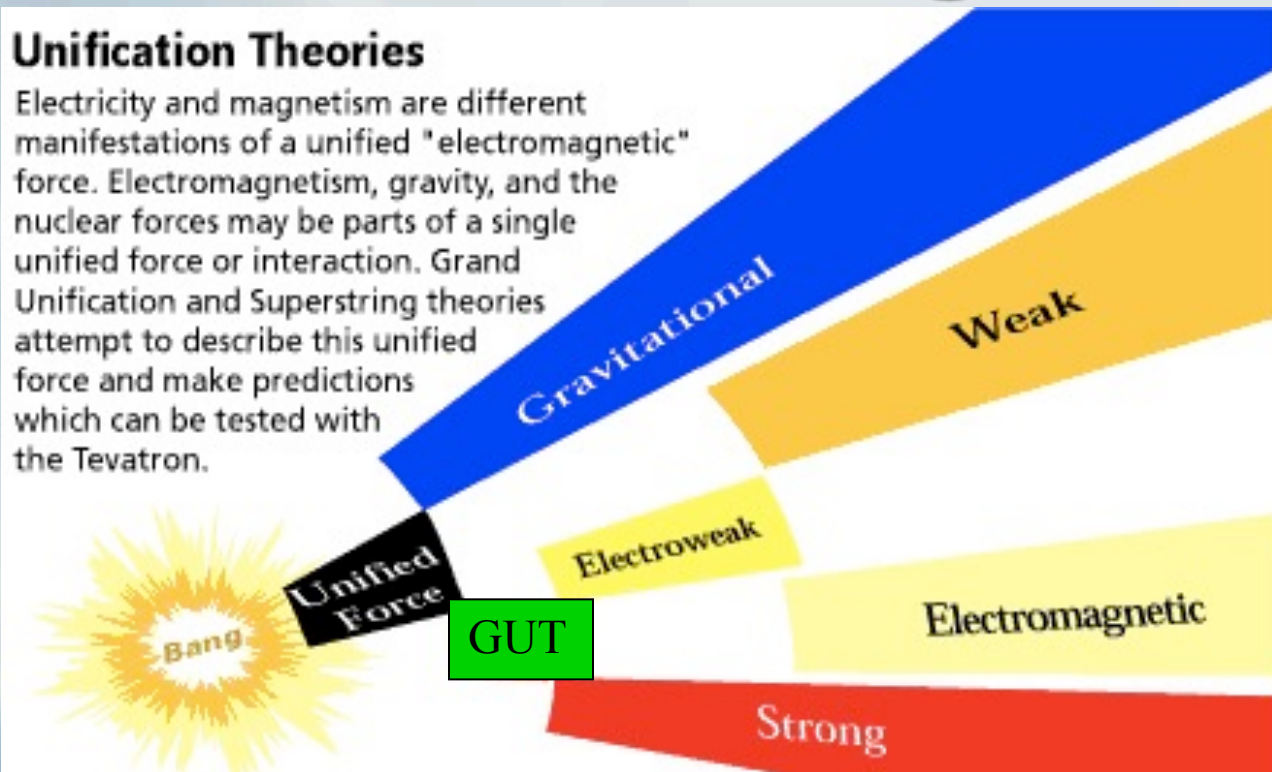 Unification Theories
Electricity and magnetism are different
manifestations of a unified "electromagnetic"
force. Electromagnetism, gravity, and the
nuclear forces may be parts of a single
unified force or interaction. Grand
Unification and Superstring theories
attempt to describe this unified
force and make predictions
which can be tested with
the Tevatron.
Gravitational
Weak
Electroweak
Unified
Force
Bang
GUT
Electromagnetic
Strong